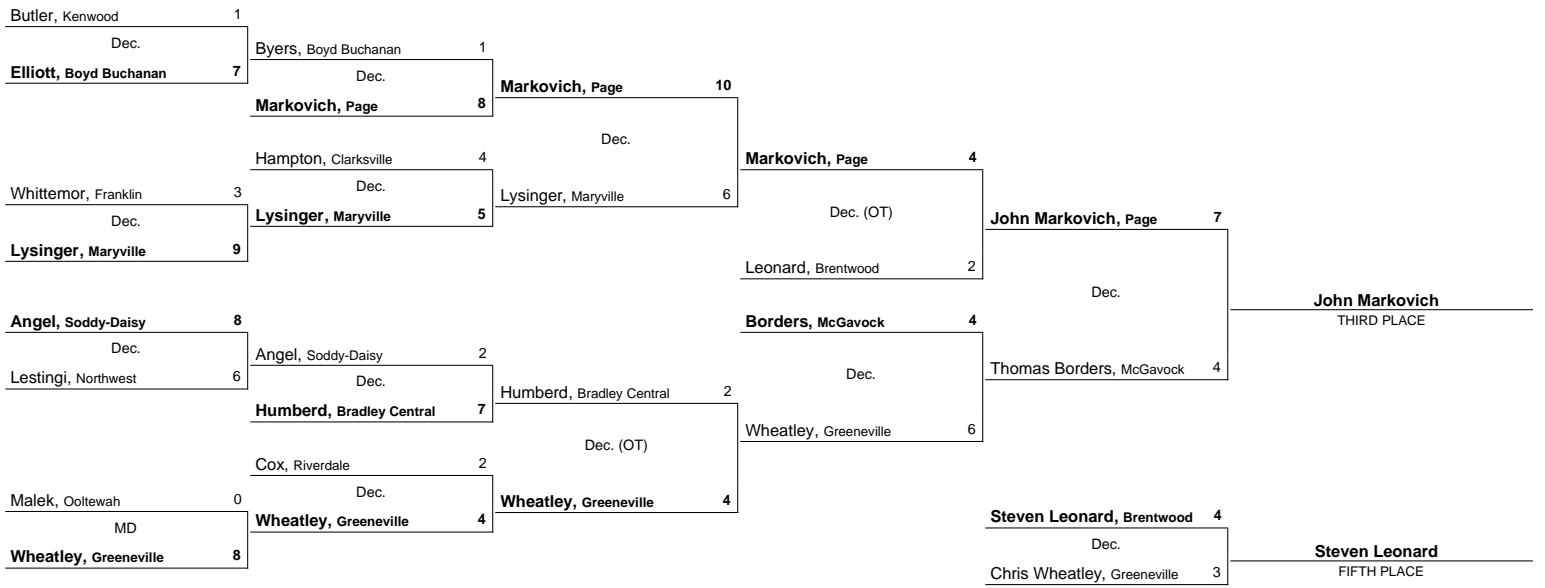 Butler, Kenwood 1
Dec.
Elliott, Boyd Buchanan 7
Whittemor, Franklin 3
Dec.
Lysinger, Maryville 9
Angel, Soddy-Daisy 8
Dec.
Lestingi, Northwest 6
Malek, Ooltewah 0
MD
Wheatley, Greeneville 8
Byers, Boyd Buchanan 1
Dec.
Markovich, Page 8
Hampton, Clarksville 4
Dec.
Lysinger, Maryville 5
Angel, Soddy-Daisy 2
Dec.
Humberd, Bradley Central 7
Cox, Riverdale 2
Dec.
Wheatley, Greeneville 4
Markovich, Page 10
Dec.
Lysinger, Maryville 6
Humberd, Bradley Central 2
Dec. (OT)
Wheatley, Greeneville 4
Markovich, Page 4
Dec. (OT)
Leonard, Brentwood 2
Borders, McGavock 4
Dec.
Wheatley, Greeneville 6
John Markovich, Page 7
Dec.
Thomas Borders, McGavock 4
John Markovich
THIRD PLACE
Steven Leonard, Brentwood 4
Dec.
Chris Wheatley, Greeneville 3
Steven Leonard
FIFTH PLACE